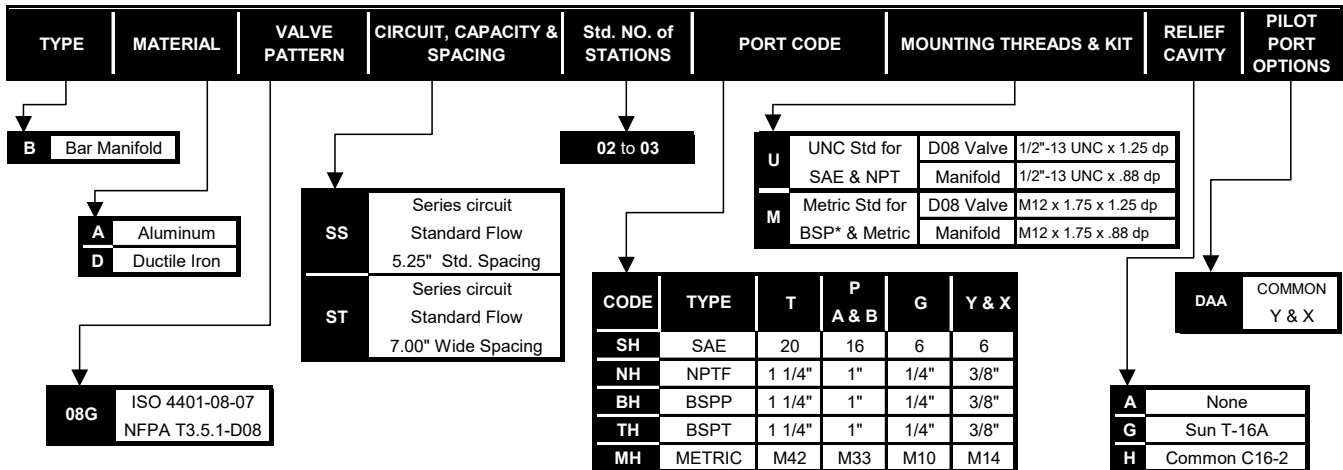 TYPE
MATERIAL
VALVE
PATTERN
CIRCUIT, CAPACITY &
SPACING
Std. NO. of
STATIONS
PORT CODE
MOUNTING THREADS & KIT
RELIEF
CAVITY
PILOT
PORT
OPTIONS
B Bar Manifold
A Aluminum
D Ductile Iron
08G
ISO 4401-08-07
NFPA T3.5.1-D08
SS
Series circuit
Standard Flow
5.25" Std. Spacing
ST
Series circuit
Standard Flow
7.00" Wide Spacing
02 to 03
U
UNC Std for D08 Valve 1/2"-13 UNC x 1.25 dp
SAE & NPT Manifold 1/2"-13 UNC x .88 dp
M
Metric Std for D08 Valve M12 x 1.75 x 1.25 dp
BSP* & Metric Manifold M12 x 1.75 x .88 dp
CODE TYPE T P A & B G Y & X
SH SAE 20 16 6 6
NH NPTF 1 1/4" 1" 1/4" 3/8"
BH BSPP 1 1/4" 1" 1/4" 3/8"
TH BSPT 1 1/4" 1" 1/4" 3/8"
MH METRIC M42 M33 M10 M14
A None
G Sun T-16A
H Common C16-2
DAA
COMMON
Y & X